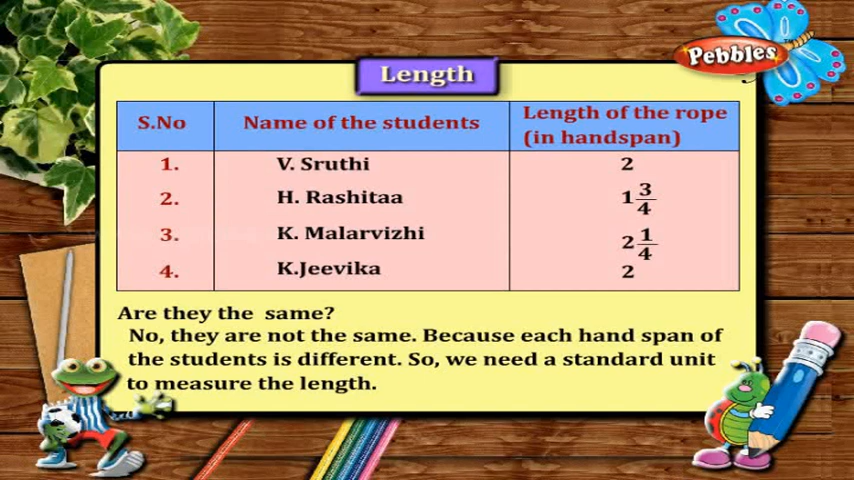 Pebbles™
Length
S.No Name of the students Length of the rope
(in handspan)
1. V. Sruthi 2
2. H. Rashitaa 1 3/4
3. K. Malarvizhi 2 1/4
4. K.Jeevika 2
Are they the same?
No, they are not the same. Because each hand span of
the students is different. So, we need a standard unit
to measure the length.